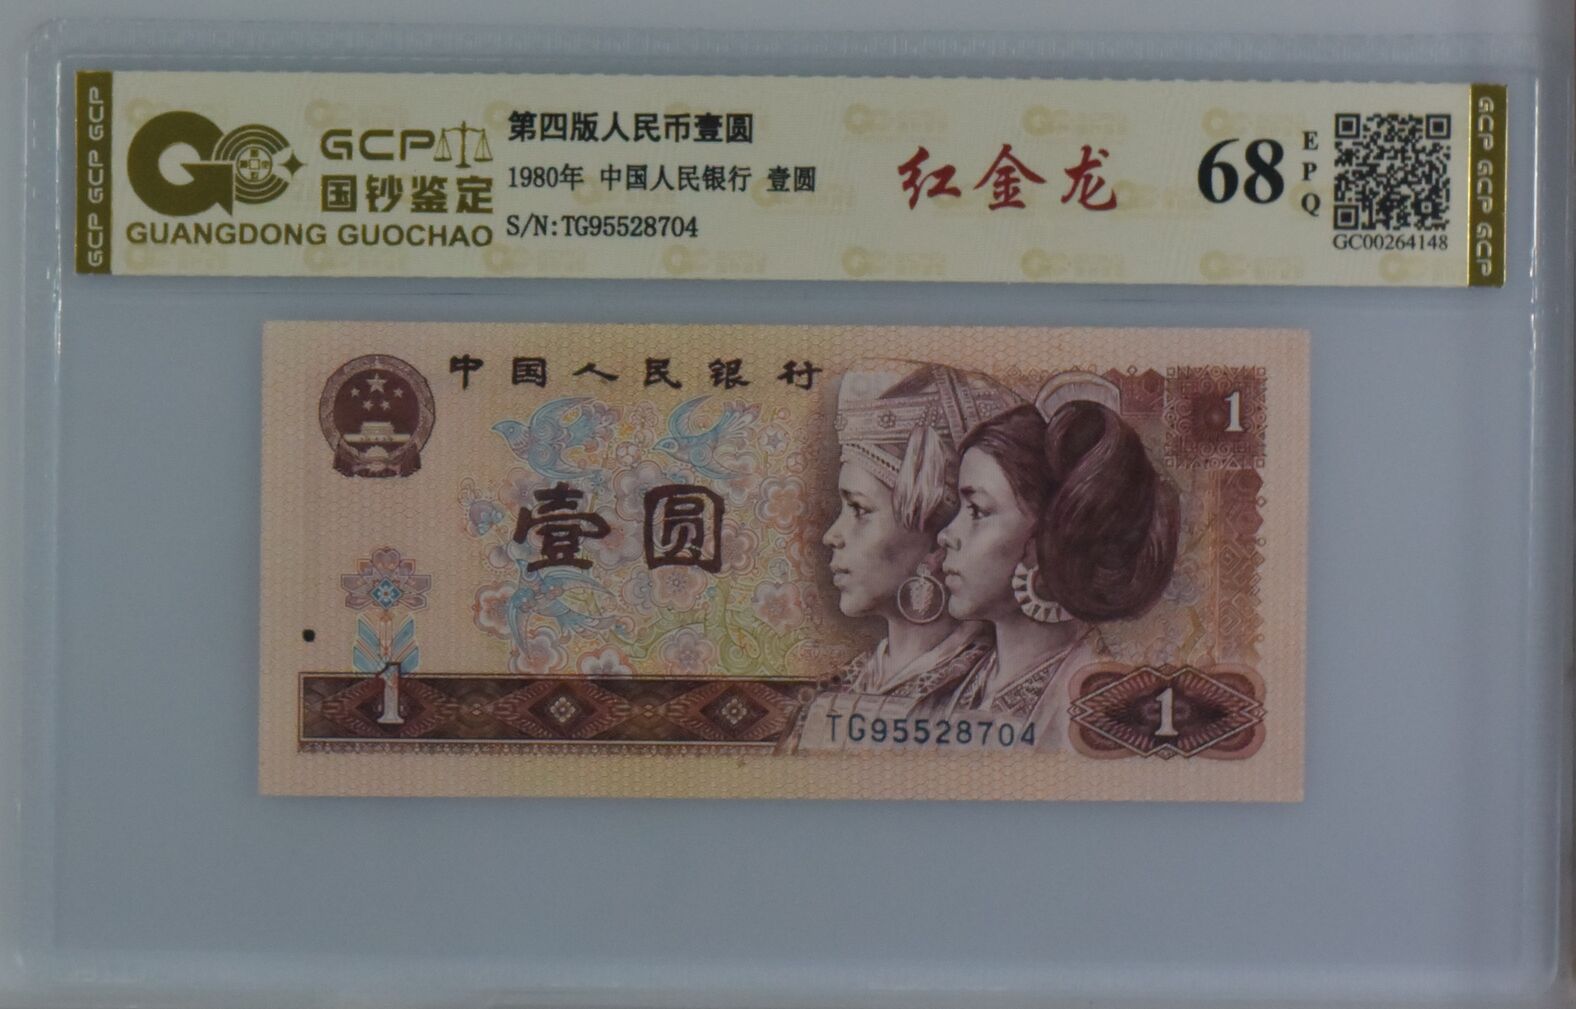 GCP GCP GCP
GCP
国钞鉴定
GUANGDONG GUOCHAO
第四版人民币壹圆
1980年 中国人民银行 壹圆
S/N:TG95528704
红金龙
68
EPQ
GC00264148
GCP GCP GCP
中国人民银行
1
壹圆
1
TG95528704
1